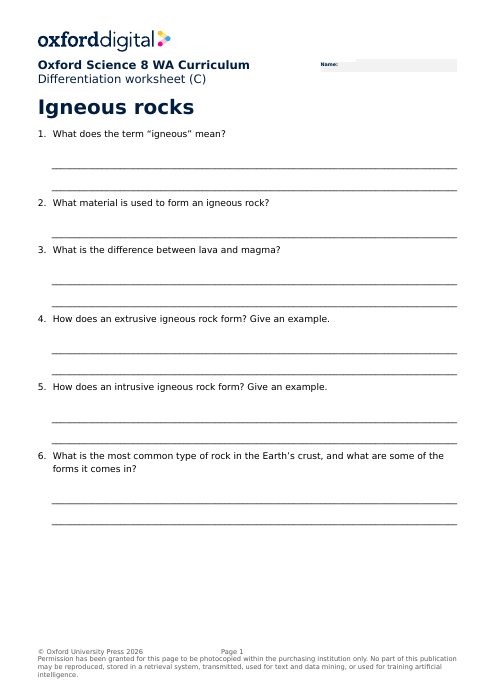 oxforddigital
Oxford Science 8 WA Curriculum
Name:
Differentiation worksheet (C)
Igneous rocks
1. What does the term “igneous” mean?
2. What material is used to form an igneous rock?
3. What is the difference between lava and magma?
4. How does an extrusive igneous rock form? Give an example.
5. How does an intrusive igneous rock form? Give an example.
6. What is the most common type of rock in the Earth’s crust, and what are some of the
forms it comes in?
© Oxford University Press 2026 Page 1
Permission has been granted for this page to be photocopied within the purchasing institution only. No part of this publication
may be reproduced, stored in a retrieval system, transmitted, used for text and data mining, or used for training artificial
intelligence.